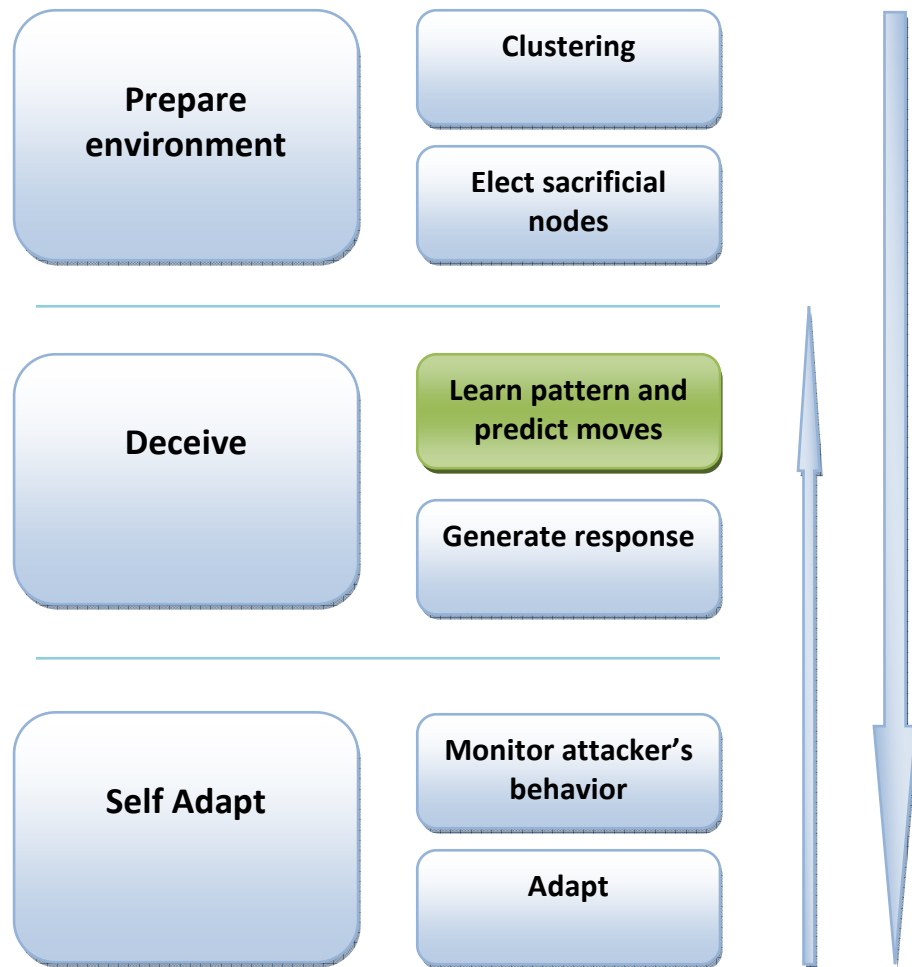 Prepare
environment
Clustering
Elect sacrificial
nodes
Deceive
Learn pattern and
predict moves
Generate response
Self Adapt
Monitor attacker’s
behavior
Adapt